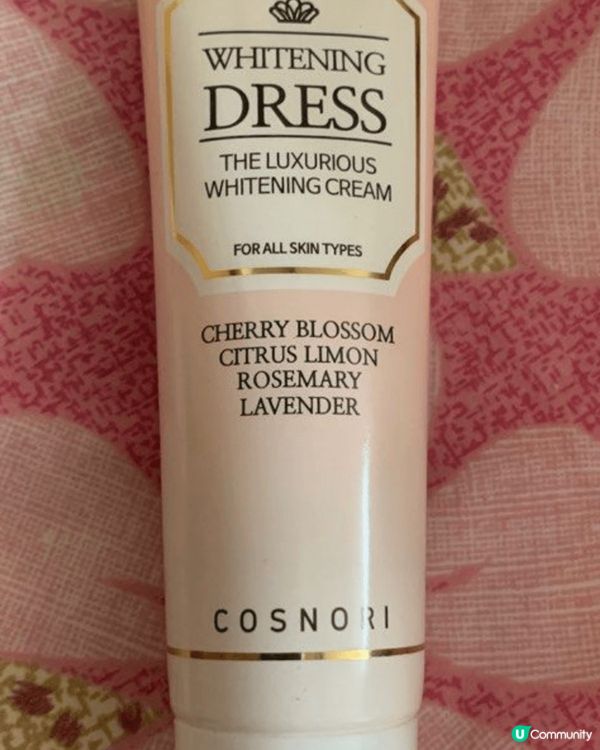 WHITENING
DRESS
THE LUXURIOUS
WHITENING CREAM
FOR ALL SKIN TYPES
CHERRY BLOSSOM
CITRUS LIMON
ROSEMARY
LAVENDER
COSNORI
U Community